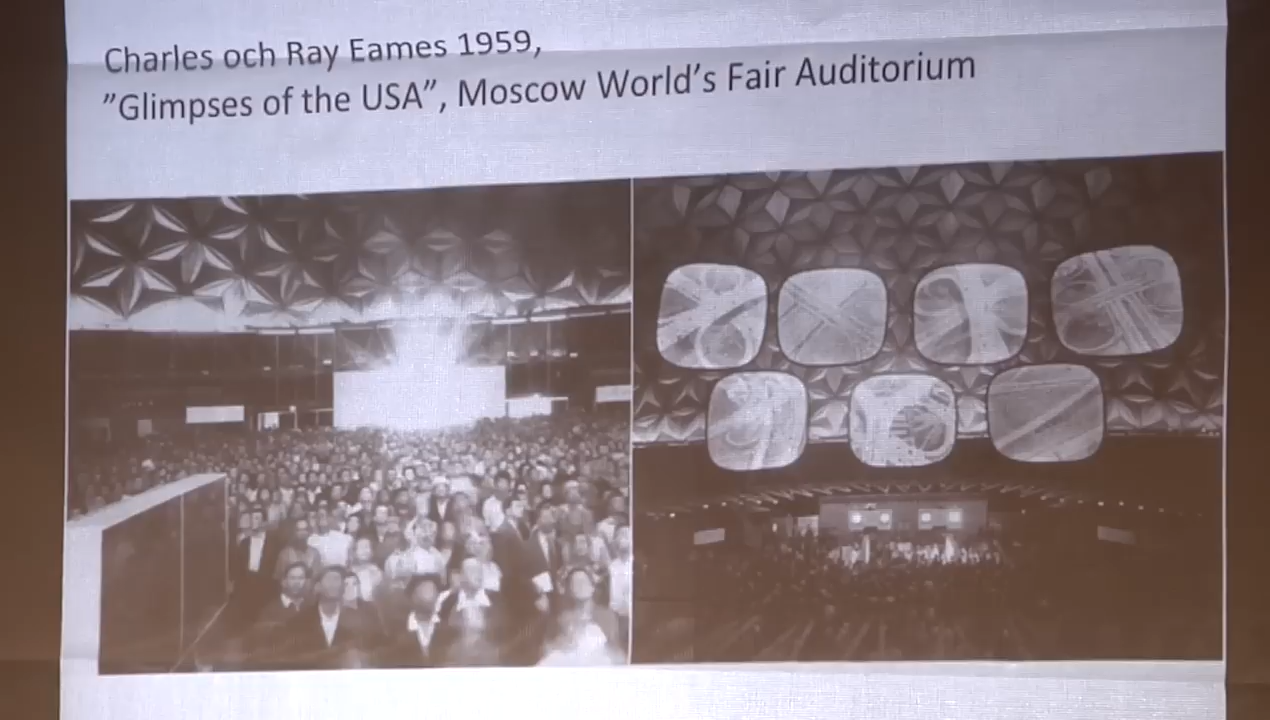 Charles och Ray Eames 1959,
”Glimpses of the USA”, Moscow World’s Fair Auditorium